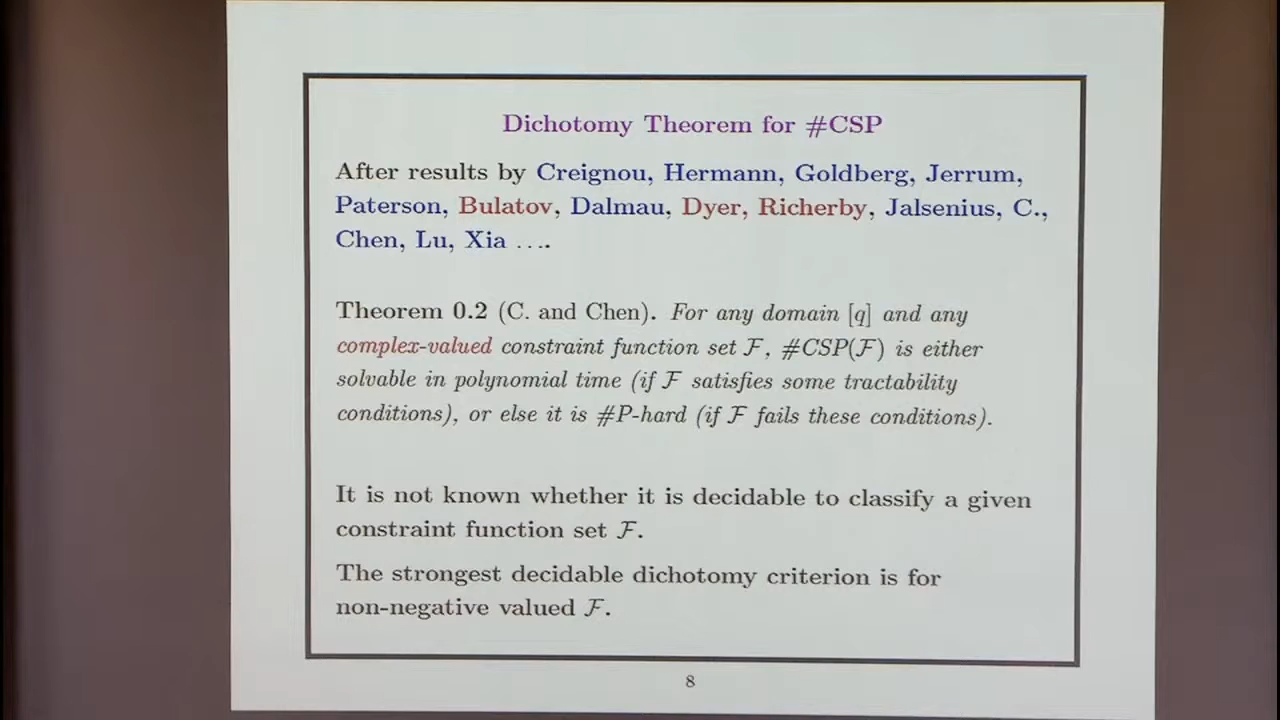 Dichotomy Theorem for #CSP
After results by Creignou, Hermann, Goldberg, Jerrum,
Paterson, Bulatov, Dalmau, Dyer, Richerby, Jalsenius, C.,
Chen, Lu, Xia ....
Theorem 0.2 (C. and Chen). For any domain [q] and any
complex-valued constraint function set ℱ, #CSP(ℱ) is either
solvable in polynomial time (if ℱ satisfies some tractability
conditions), or else it is #P-hard (if ℱ fails these conditions).
It is not known whether it is decidable to classify a given
constraint function set ℱ.
The strongest decidable dichotomy criterion is for
non-negative valued ℱ.
8